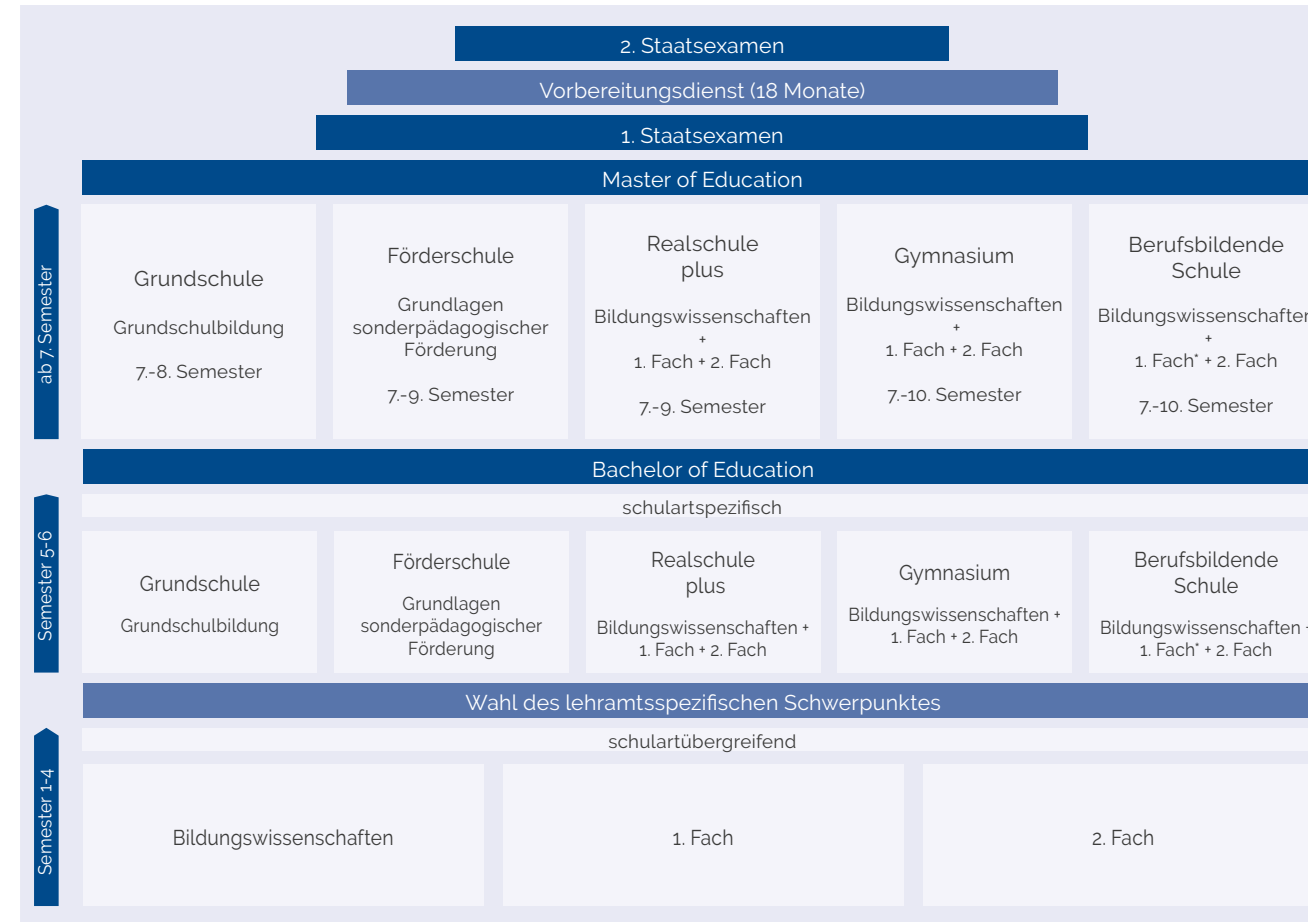 2. Staatsexamen
Vorbereitungsdienst (18 Monate)
1. Staatsexamen
Master of Education
ab 7. Semester
Grundschule
Grundschulbildung
7.-8. Semester
Förderschule
Grundlagen
sonderpädagogischer
Förderung
7.-9. Semester
Realschule
plus
Bildungswissenschaften
+
1. Fach + 2. Fach
7.-9. Semester
Gymnasium
Bildungswissenschaften
+
1. Fach + 2. Fach
7.-10. Semester
Berufsbildende
Schule
Bildungswissenschaften
+
1. Fach* + 2. Fach
7.-10. Semester
Bachelor of Education
schulartspezifisch
Semester 5-6
Grundschule
Grundschulbildung
Förderschule
Grundlagen
sonderpädagogischer
Förderung
Realschule
plus
Bildungswissenschaften +
1. Fach + 2. Fach
Gymnasium
Bildungswissenschaften +
1. Fach + 2. Fach
Berufsbildende
Schule
Bildungswissenschaften +
1. Fach* + 2. Fach
Wahl des lehramtsspezifischen Schwerpunktes
schulartübergreifend
Semester 1-4
Bildungswissenschaften
1. Fach
2. Fach